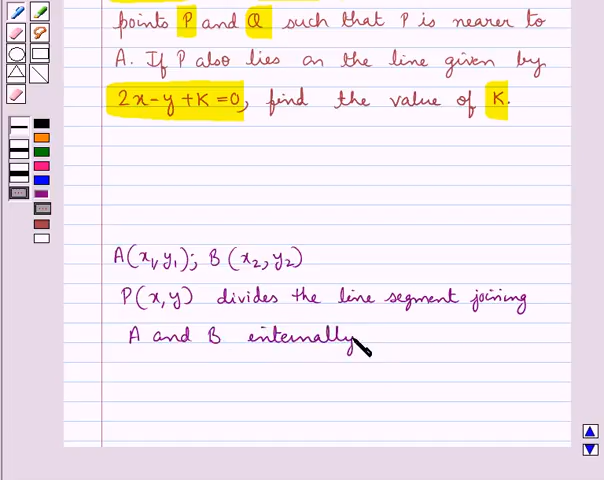 points P and Q such that P is nearer to
A. If P also lies on the line given by
2x-y+K=0, find the value of K.
A(x₁,y₁); B(x₂,y₂)
P(x,y) divides the line segment joining
A and B internally